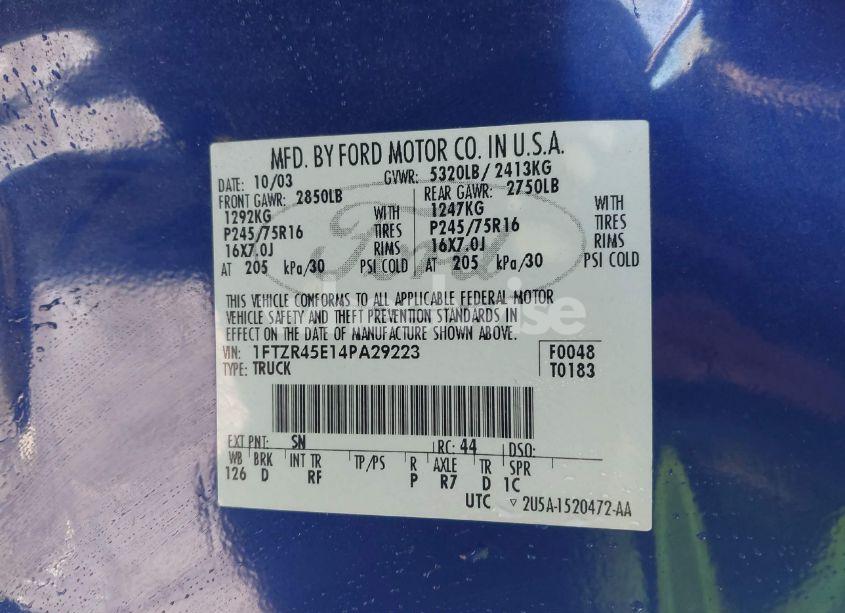 MFD. BY FORD MOTOR CO. IN U.S.A.
DATE: 10/03 GVWR: 5320LB/ 2413KG
FRONT GAWR: 2850LB REAR GAWR: 2750LB
1292KG WITH 1247KG WITH
P245/75R16 TIRES P245/75R16 TIRES
16X7.0J RIMS 16X7.0J RIMS
AT 205 kPa/30 PSI COLD AT 205 kPa/30 PSI COLD
Ford
THIS VEHICLE CONFORMS TO ALL APPLICABLE FEDERAL MOTOR
VEHICLE SAFETY AND THEFT PREVENTION STANDARDS IN
EFFECT ON THE DATE OF MANUFACTURE SHOWN ABOVE.
VIN: 1FTZR45E14PA29223 F0048
TYPE: TRUCK T0183
EXT PNT: SN RC: 44 DSO:
WB BRK INT TR TP/PS R AXLE TR SPR
126 D RF P R7 D 1C
UTC ▿ 2U5A-1520472-AA